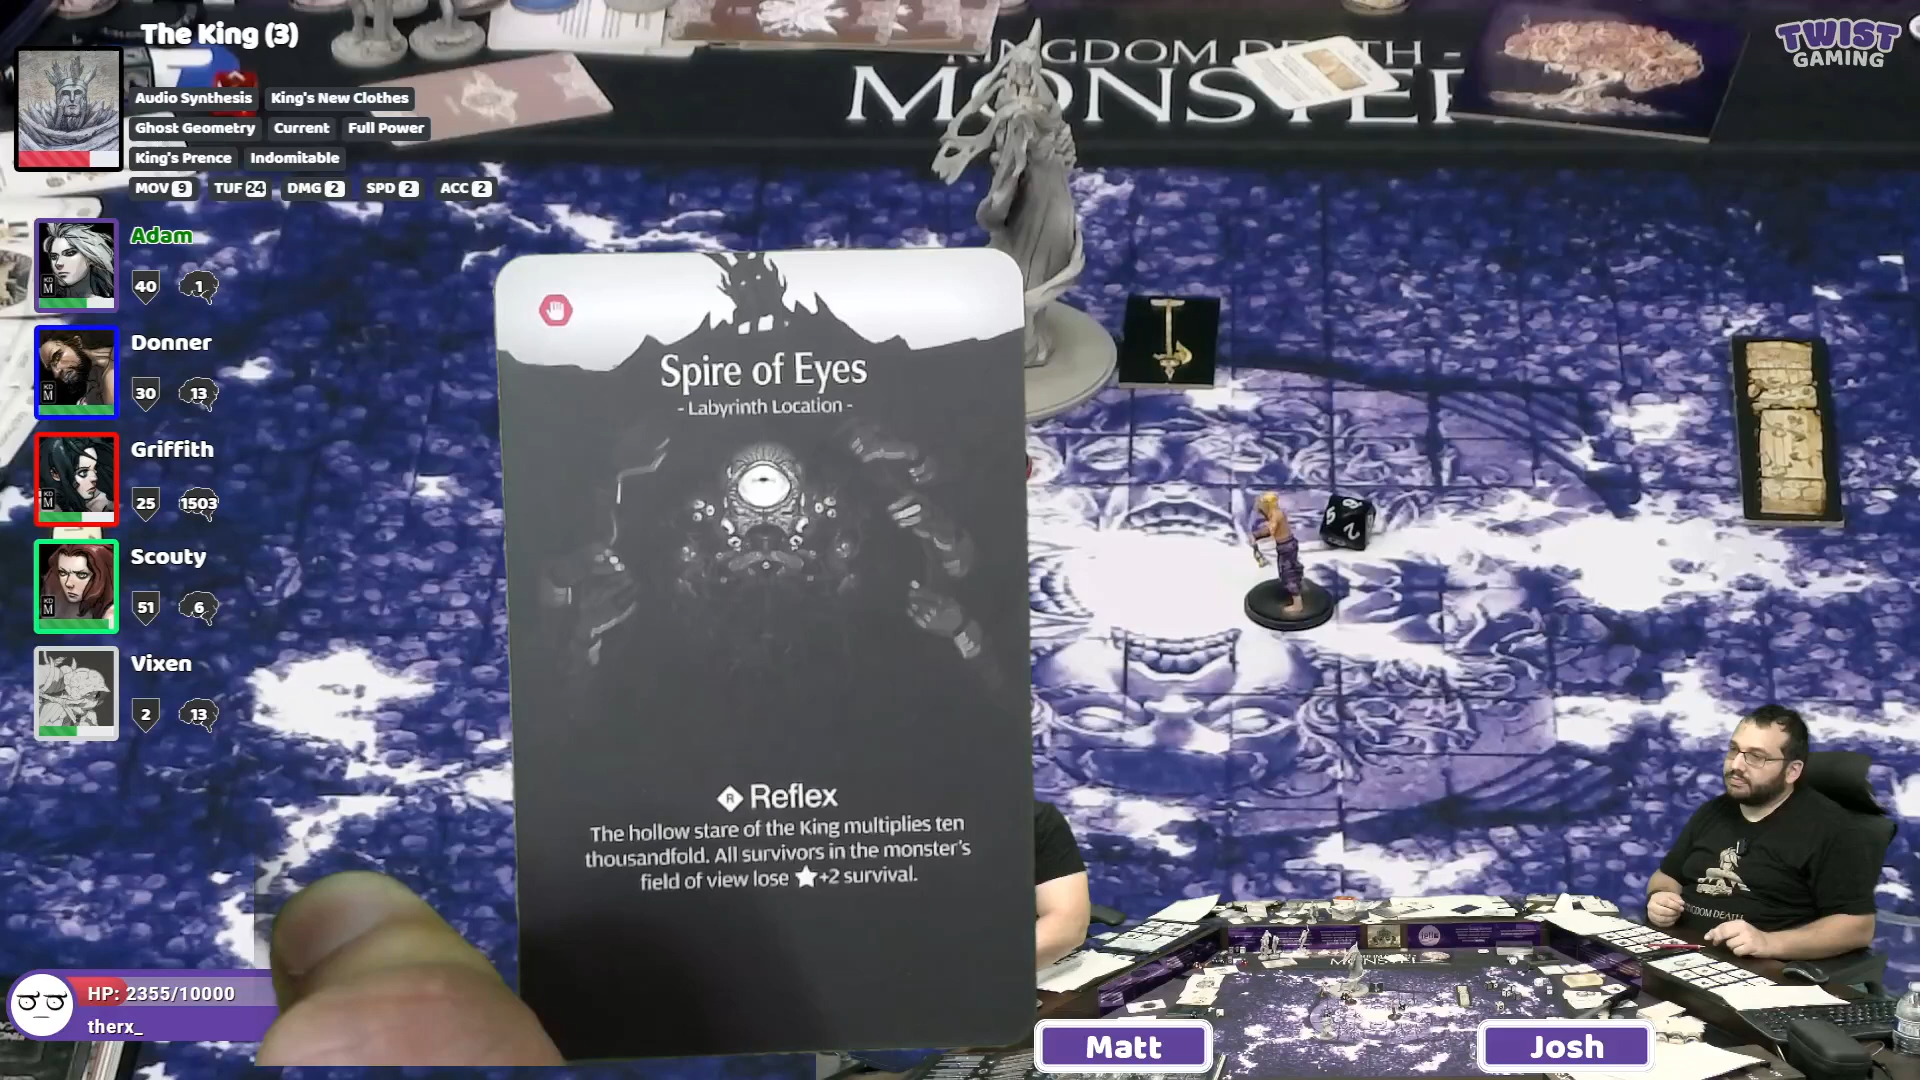 The King (3)
Audio Synthesis
King's New Clothes
Ghost Geometry
Current
Full Power
King's Prence
Indomitable
MOV 9
TUF 24
DMG 2
SPD 2
ACC 2
Adam
40
1
Donner
30
13
Griffith
25
1503
Scouty
51
6
Vixen
2
13
HP: 2355/10000
therx_
TWIST
GAMING
Spire of Eyes
- Labyrinth Location -
R Reflex
The hollow stare of the King multiplies ten
thousandfold. All survivors in the monster's
field of view lose ★+2 survival.
Matt
Josh